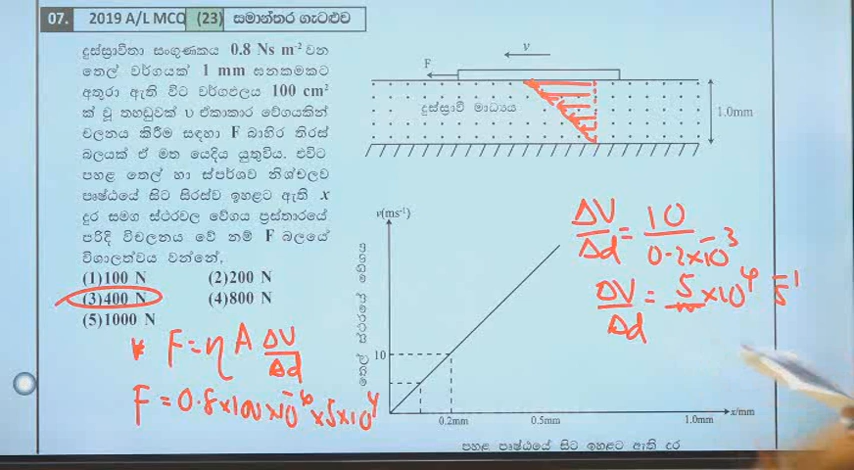 07. 2019 A/L MCQ (23) සමාන්තර ගැටළුව
දුස්ස්‍රාවිතා සංගුණකය 0.8 Ns m⁻² වන
තෙල් වර්ගයක් 1 mm ඝනකමකට
අතුරා ඇති විට වර්ගඵලය 100 cm²
ක් වූ තහඩුවක් υ ඒකාකාර වේගයකින්
චලනය කිරීම සඳහා F බාහිර තිරස්
බලයක් ඒ මත යෙදිය යුතුවිය. එවිට
පහළ තෙල් හා ස්පර්ශව නිශ්චලව
පෘෂ්ඨයේ සිට සිරස්ව ඉහළට ඇති x
දුර සමග ස්ථරවල වේගය ප්‍රස්තාරයේ
පරිදි විචලනය වේ නම් F බලයේ
විශාලත්වය වන්නේ,
(1)100 N (2)200 N
(3)400 N (4)800 N
(5)1000 N
F = η A ΔV/Δd
F = 0.8×100×10⁻⁶×5×10⁴
v
F
දුස්ස්‍රාවී මාධ්‍යය
1.0mm
v(ms⁻¹)
තෙල් ස්ථරයේ වේගය
10
0.2mm 0.5mm 1.0mm x/mm
පහළ පෘෂ්ඨයේ සිට ඉහළට ඇති දුර
ΔV/Δd = 10/0.2×10⁻³
ΔV/Δd = 5×10⁴ s⁻¹